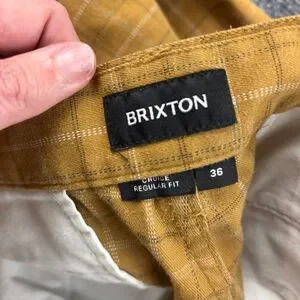 BRIXTON
CHOICE
REGULAR FIT
36